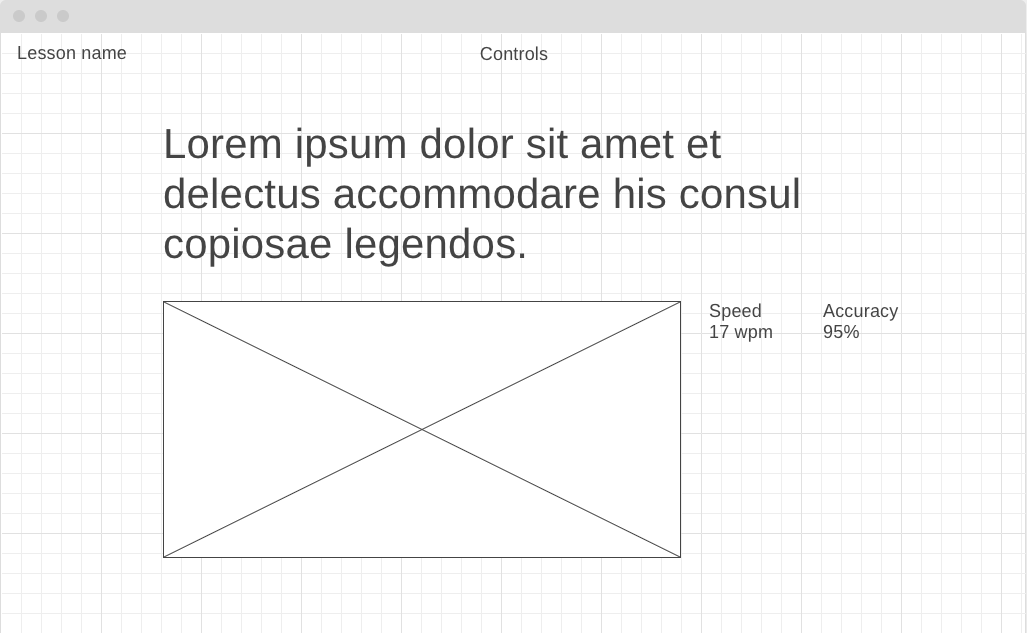 Lesson name
Controls
Lorem ipsum dolor sit amet et
delectus accommodare his consul
copiosae legendos.
Speed
17 wpm
Accuracy
95%